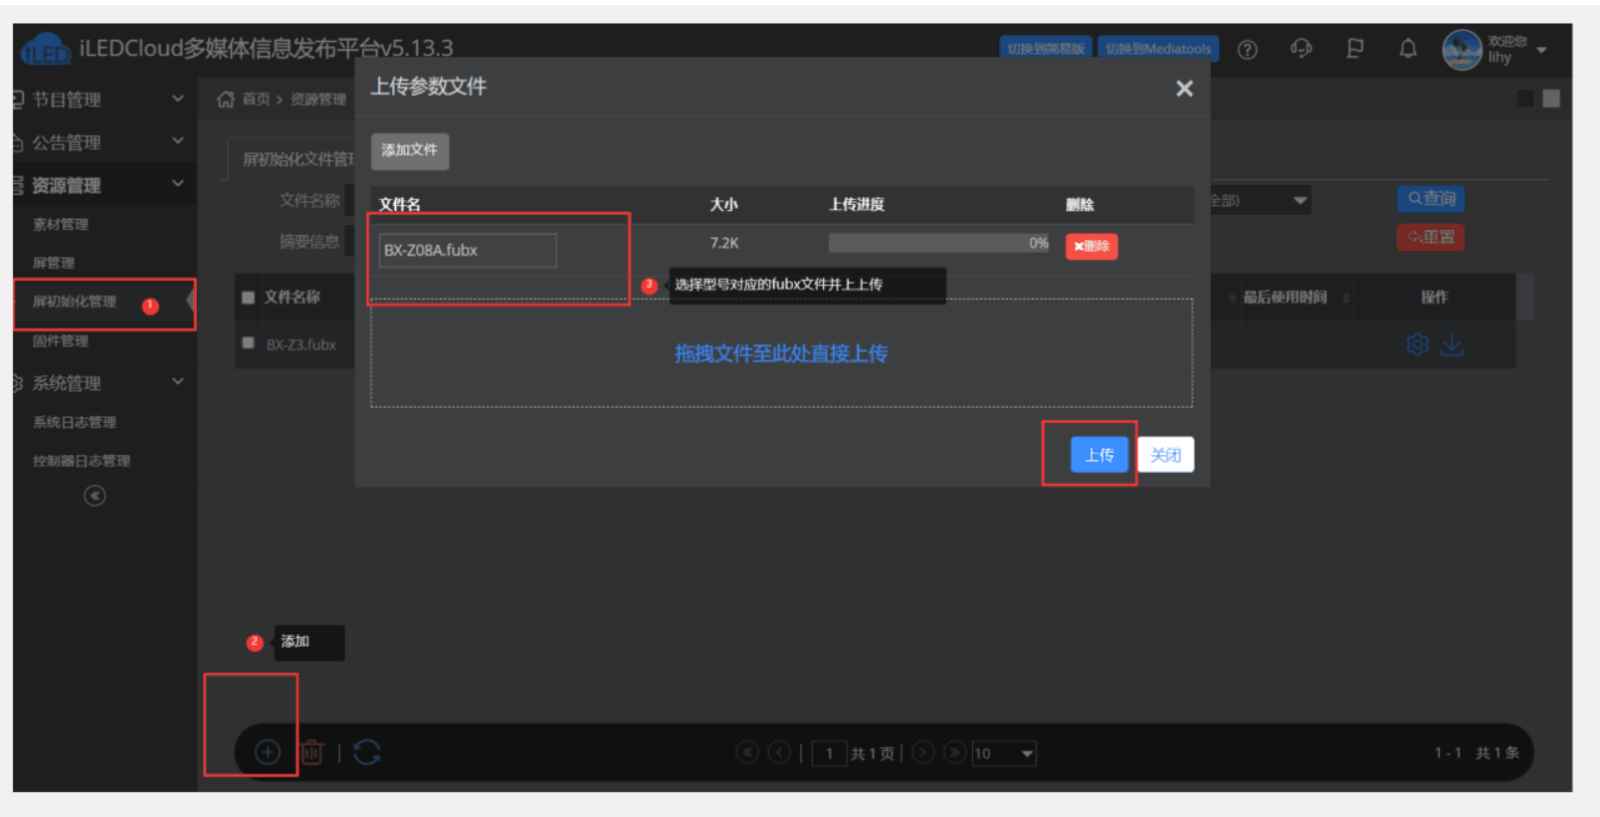 iLEDCloud多媒体信息发布平台v5.13.3
切换到简易版
切换到Mediatools
欢迎您
lihy
节目管理
公告管理
资源管理
素材管理
屏管理
屏初始化管理 1
固件管理
系统管理
系统日志管理
控制器日志管理
首页 > 资源管理
屏初始化文件管
文件名称
摘要信息
全部)
查询
重置
文件名称
最后使用时间
操作
BX-Z3.fubx
上传参数文件
添加文件
文件名 大小 上传进度 删除
BX-Z08A.fubx 7.2K 0% 删除
3 选择型号对应的fubx文件并上上传
拖拽文件至此处直接上传
上传 关闭
2 添加
1 共1页 10
1-1 共1条